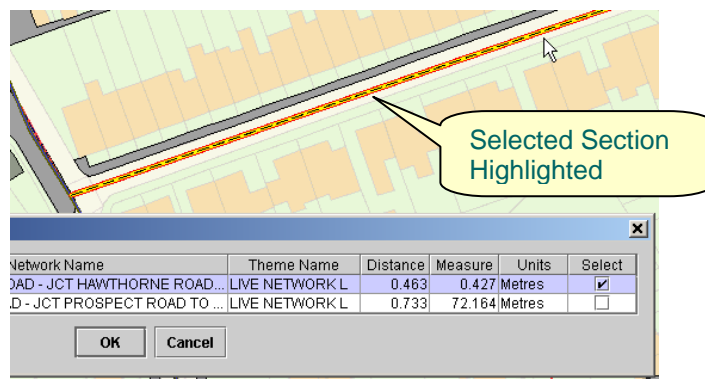 Selected Section
Highlighted
Network Name Theme Name Distance Measure Units Select
OAD - JCT HAWTHORNE ROAD... LIVE NETWORK L 0.463 0.427 Metres
D - JCT PROSPECT ROAD TO ... LIVE NETWORK L 0.733 72.164 Metres
OK Cancel